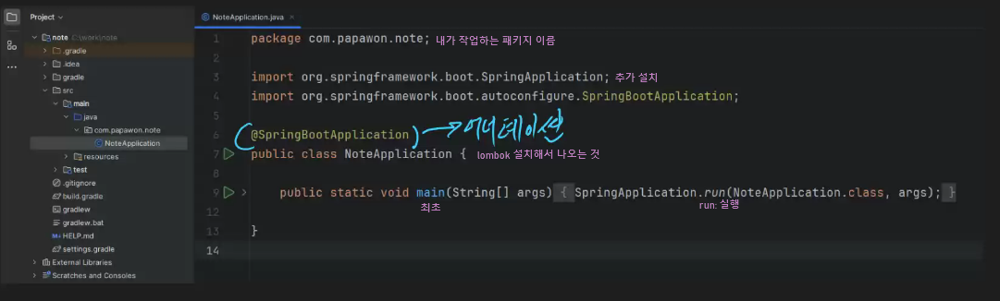 Project
NoteApplication.java
note C:\work\note
.gradle
.idea
gradle
src
main
java
com.papawon.note
NoteApplication
resources
test
.gitignore
build.gradle
gradlew
gradlew.bat
HELP.md
settings.gradle
External Libraries
Scratches and Consoles
1 package com.papawon.note; 내가 작업하는 패키지 이름
2
3 import org.springframework.boot.SpringApplication; 추가 설치
4 import org.springframework.boot.autoconfigure.SpringBootApplication;
5
6 (@SpringBootApplication) → 어너테이션
7 public class NoteApplication { lombok 설치해서 나오는 것
8
9 public static void main(String[] args) { SpringApplication.run(NoteApplication.class, args); }
최초 run: 실행
12
13 }
14